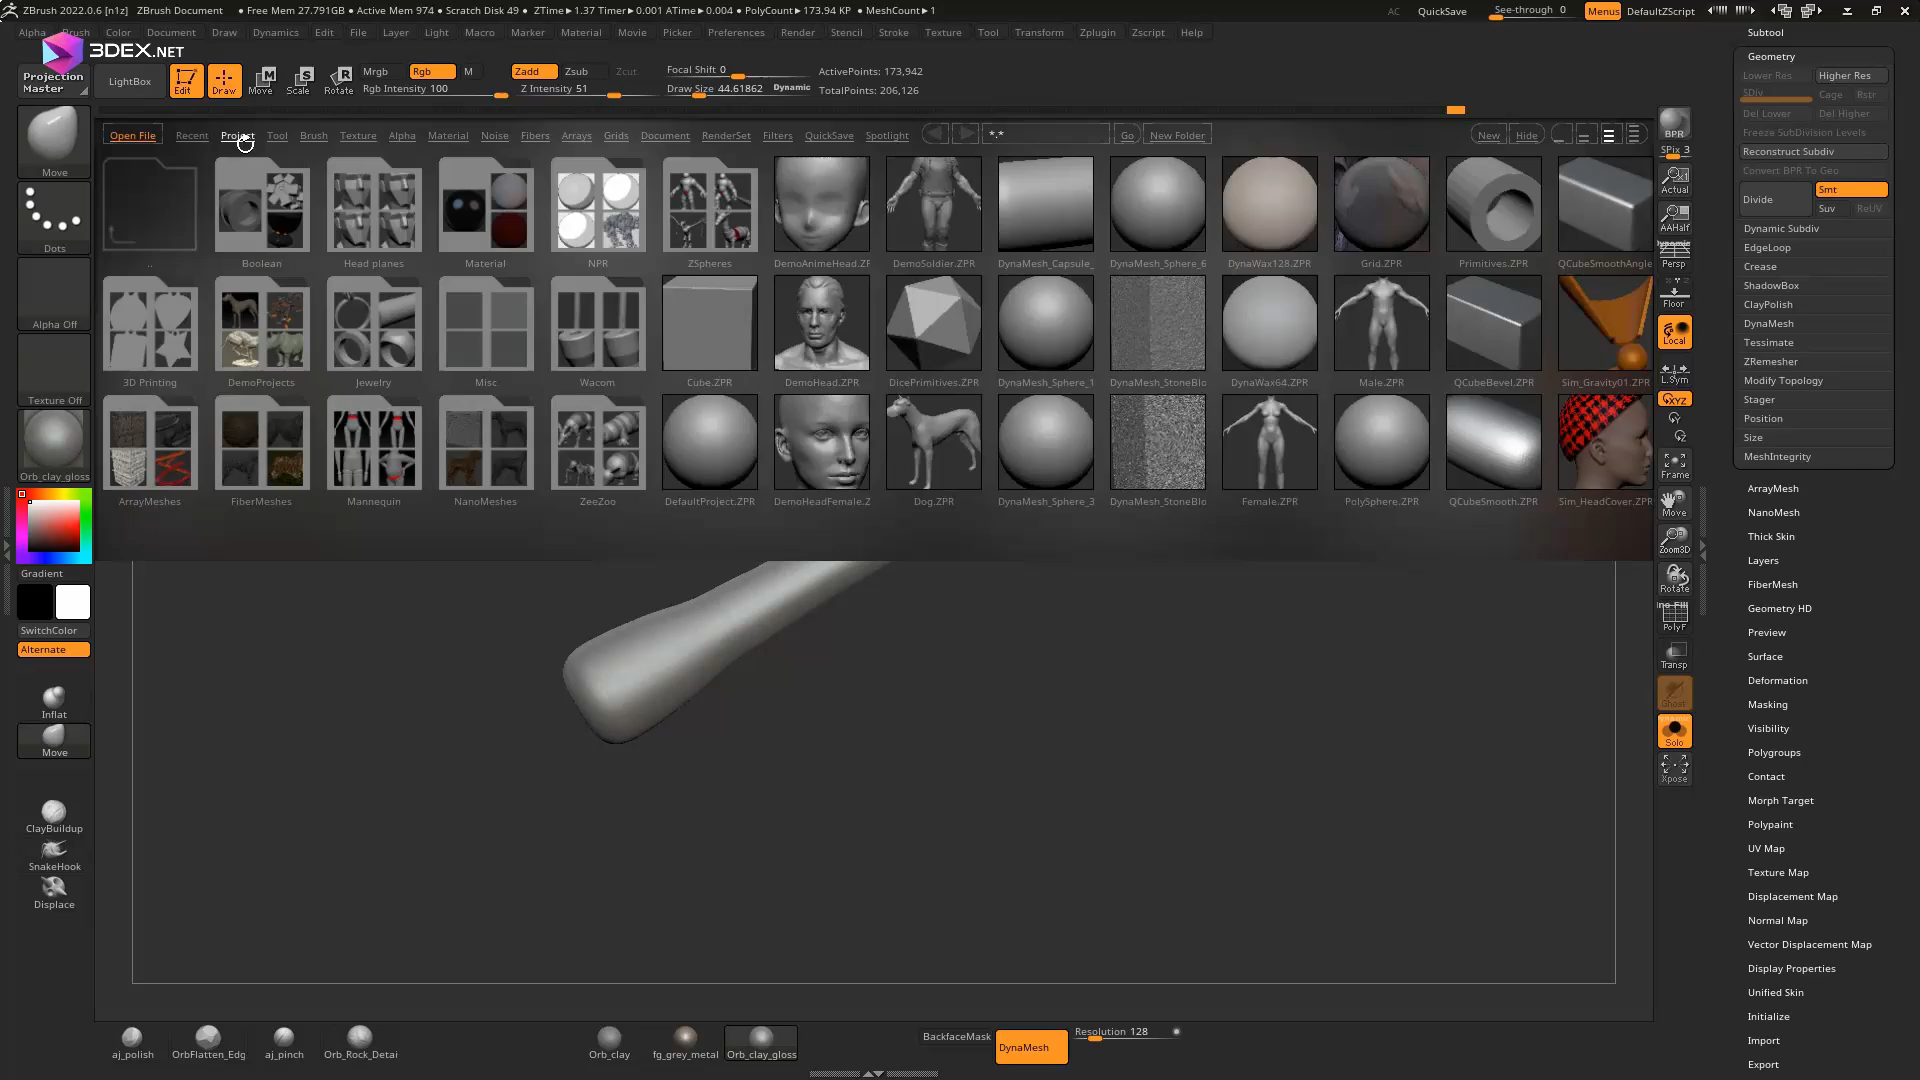 ZBrush 2022.0.6 [n1z] ZBrush Document ● Free Mem 27.791GB ● Active Mem 974 ● Scratch Disk 49 ● ZTime►1.37 Timer►0.001 ATime►0.004 ● PolyCount►173.94 KP ● MeshCount►1 AC QuickSave See-through 0 Menus DefaultZScript
Alpha Brush Color Document Draw Dynamics Edit File Layer Light Macro Marker Material Movie Picker Preferences Render Stencil Stroke Texture Tool Transform Zplugin Zscript Help
3DEX.NET
Projection Master LightBox Edit Draw Move Scale Rotate
Mrgb Rgb M Zadd Zsub Zcut Focal Shift 0 ActivePoints: 173,942
Rgb Intensity 100 Z Intensity 51 Draw Size 44.61862 Dynamic TotalPoints: 206,126
Open File Recent Project Tool Brush Texture Alpha Material Noise Fibers Arrays Grids Document RenderSet Filters QuickSave Spotlight *.* Go New Folder New Hide
.. Boolean Head planes Material NPR ZSpheres DemoAnimeHead.ZF DemoSoldier.ZPR DynaMesh_Capsule_ DynaMesh_Sphere_6 DynaWax128.ZPR Grid.ZPR Primitives.ZPR QCubeSmoothAngle
3D Printing DemoProjects Jewelry Misc Wacom Cube.ZPR DemoHead.ZPR DicePrimitives.ZPR DynaMesh_Sphere_1 DynaMesh_StoneBlo DynaWax64.ZPR Male.ZPR QCubeBevel.ZPR Sim_Gravity01.ZPR
ArrayMeshes FiberMeshes Mannequin NanoMeshes ZeeZoo DefaultProject.ZPR DemoHeadFemale.Z Dog.ZPR DynaMesh_Sphere_3 DynaMesh_StoneBlo Female.ZPR PolySphere.ZPR QCubeSmooth.ZPR Sim_HeadCover.ZPR
Move
Dots
Alpha Off
Texture Off
Orb_clay_gloss
Gradient
SwitchColor
Alternate
Inflat
Move
ClayBuildup
SnakeHook
Displace
BPR
SPix 3
Actual
AAHalf
Dynamic
Persp
Floor
Local
L.Sym
XYZ
Y
Z
Frame
Move
Zoom3D
Rotate
PolyF
Transp
Ghost
Solo
Xpose
Subtool
Geometry
Lower Res Higher Res
SDiv Cage Rstr
Del Lower Del Higher
Freeze SubDivision Levels
Reconstruct Subdiv
Convert BPR To Geo
Divide Smt
Suv ReUV
Dynamic Subdiv
EdgeLoop
Crease
ShadowBox
ClayPolish
DynaMesh
Tessimate
ZRemesher
Modify Topology
Stager
Position
Size
MeshIntegrity
ArrayMesh
NanoMesh
Thick Skin
Layers
FiberMesh
Geometry HD
Preview
Surface
Deformation
Masking
Visibility
Polygroups
Contact
Morph Target
Polypaint
UV Map
Texture Map
Displacement Map
Normal Map
Vector Displacement Map
Display Properties
Unified Skin
Initialize
Import
Export
aj_polish OrbFlatten_Edg aj_pinch Orb_Rock_Detai Orb_clay fg_grey_metal Orb_clay_gloss BackfaceMask DynaMesh Resolution 128